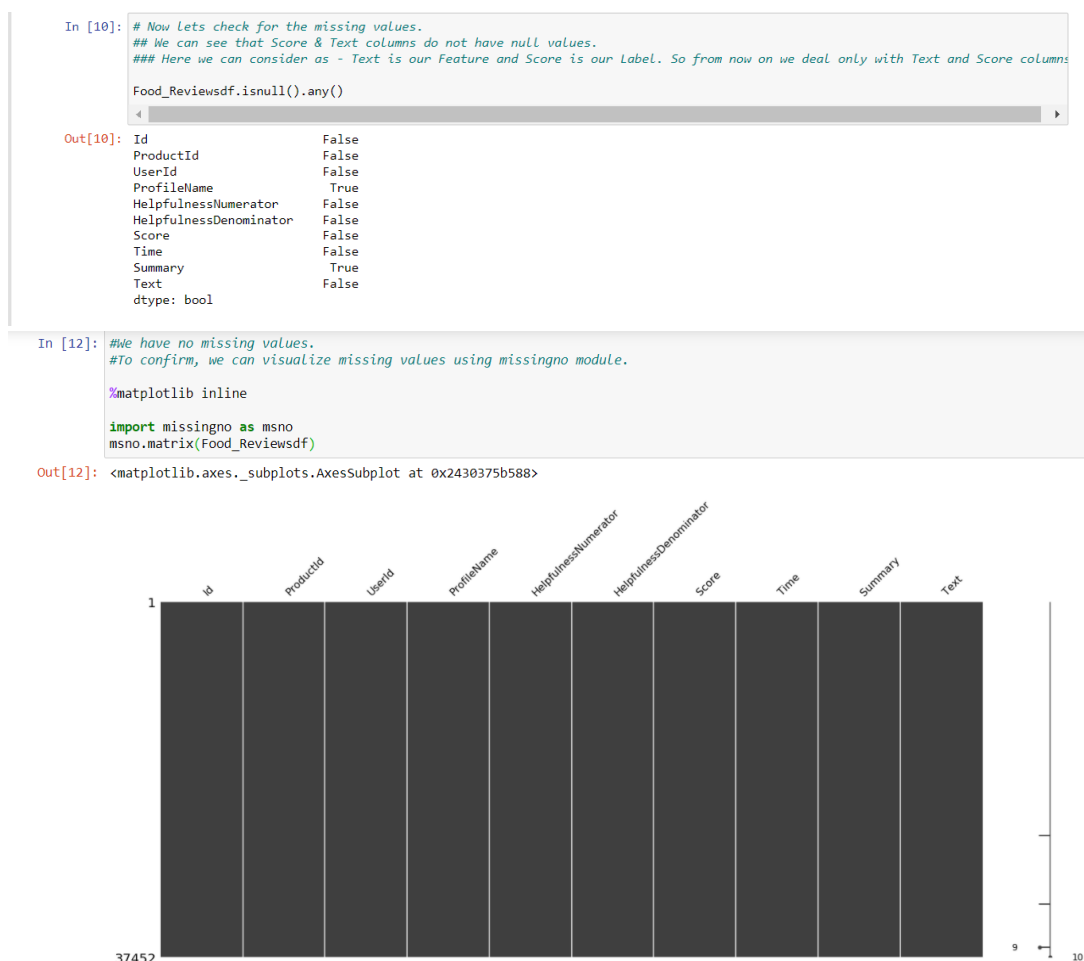 In [10]: # Now lets check for the missing values.
## We can see that Score & Text columns do not have null values.
### Here we can consider as - Text is our Feature and Score is our Label. So from now on we deal only with Text and Score columns
Food_Reviewsdf.isnull().any()
Out[10]: Id False
ProductId False
UserId False
ProfileName True
HelpfulnessNumerator False
HelpfulnessDenominator False
Score False
Time False
Summary True
Text False
dtype: bool
In [12]: #We have no missing values.
#To confirm, we can visualize missing values using missingno module.
%matplotlib inline
import missingno as msno
msno.matrix(Food_Reviewsdf)
Out[12]: <matplotlib.axes._subplots.AxesSubplot at 0x2430375b588>
Id ProductId UserId ProfileName HelpfulnessNumerator HelpfulnessDenominator Score Time Summary Text
1
9 10
37452